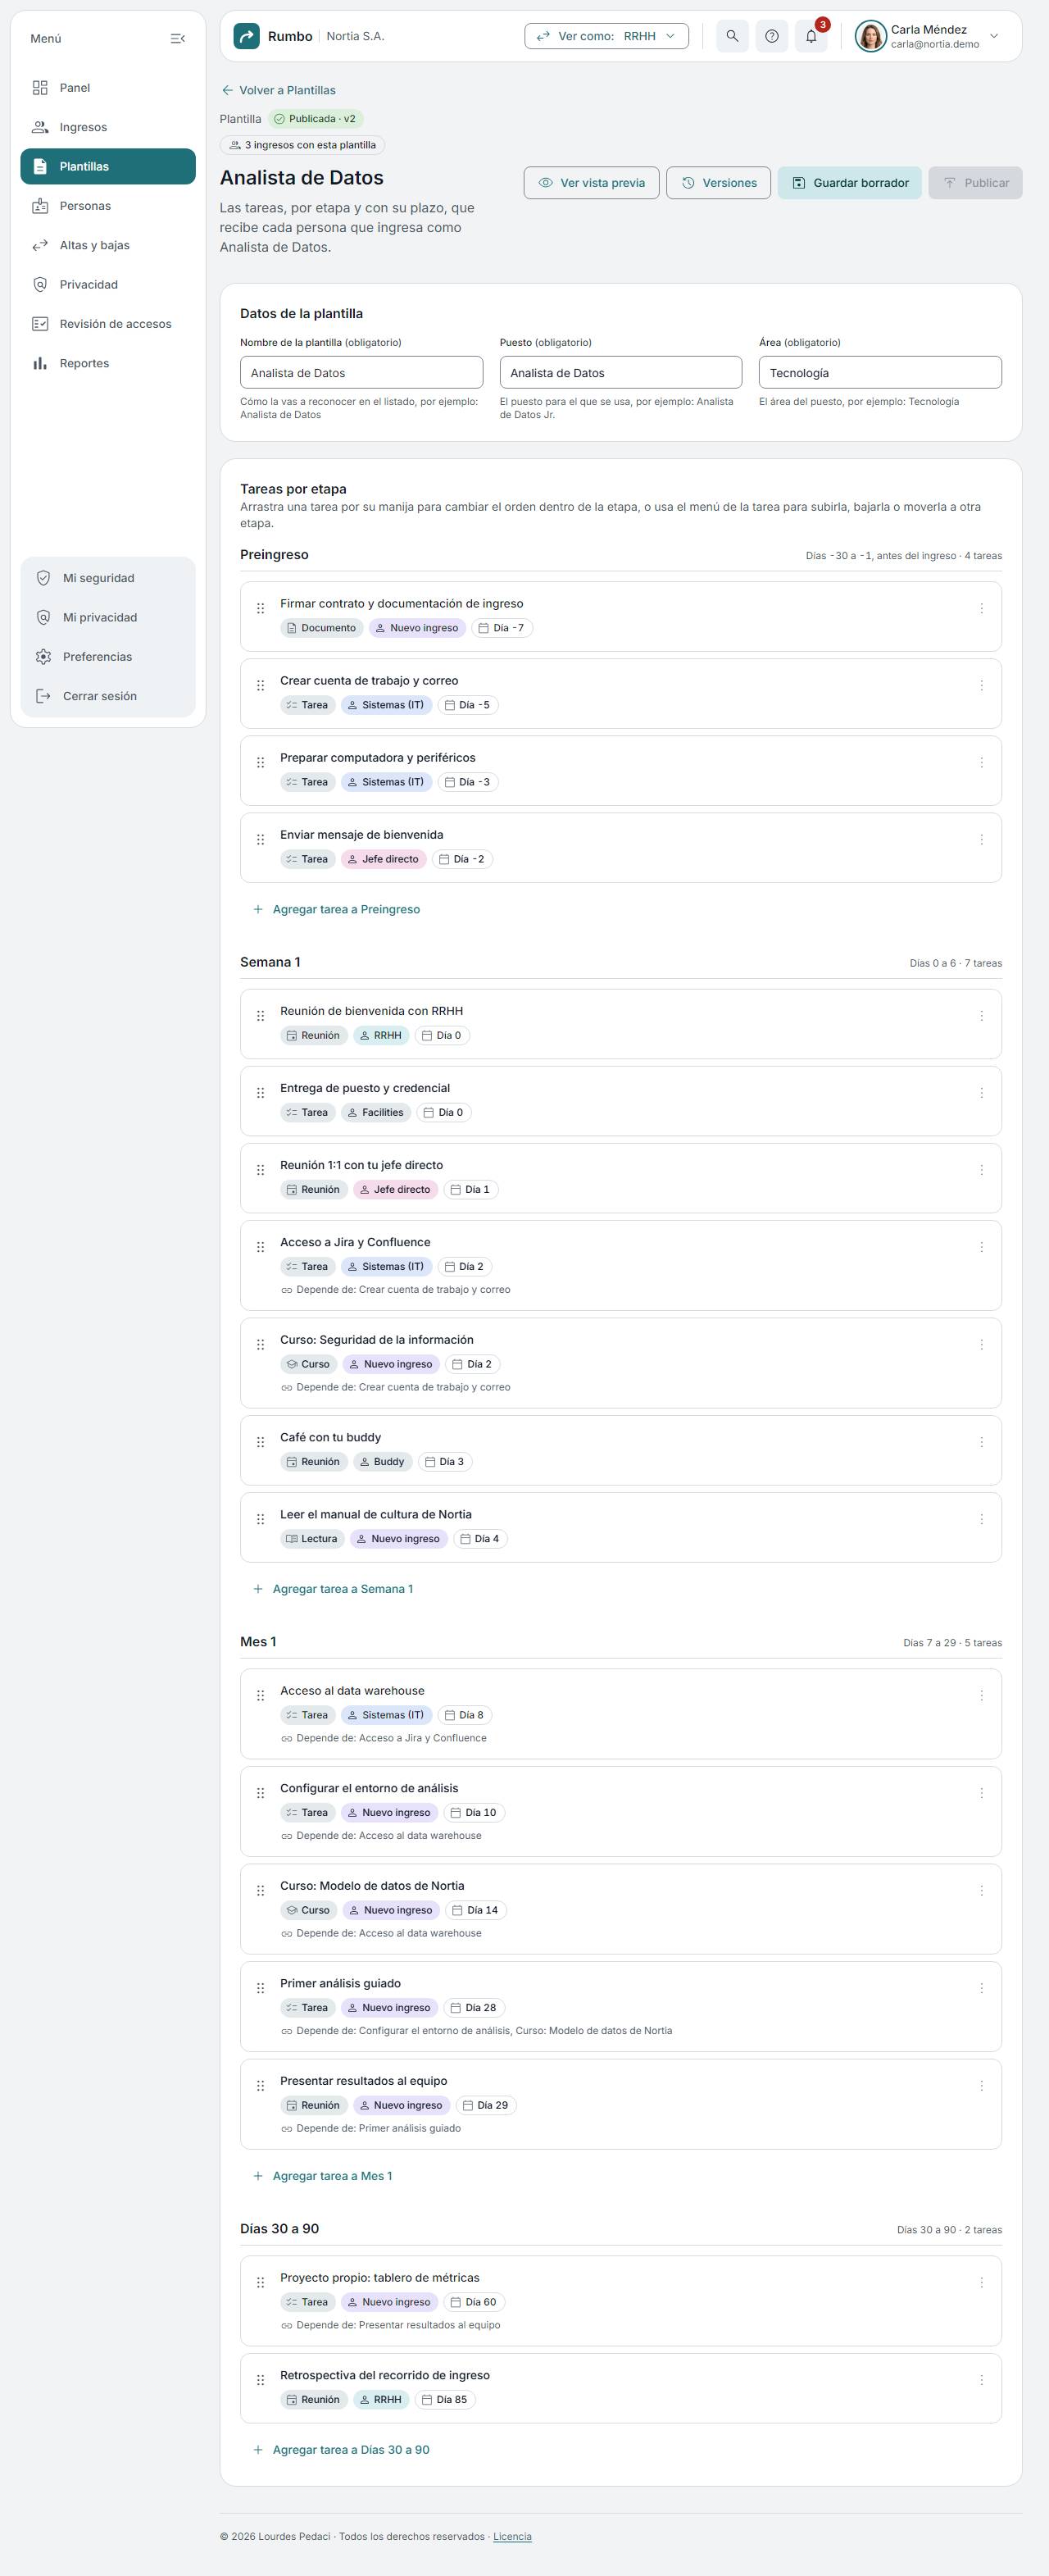 Menú
Panel
Ingresos
Plantillas
Personas
Altas y bajas
Privacidad
Revisión de accesos
Reportes
Mi seguridad
Mi privacidad
Preferencias
Cerrar sesión
Rumbo
Nortia S.A.
Ver como: RRHH
3
Carla Méndez
carla@nortia.demo
Volver a Plantillas
Plantilla
Publicada · v2
3 ingresos con esta plantilla
Analista de Datos
Las tareas, por etapa y con su plazo, que
recibe cada persona que ingresa como
Analista de Datos.
Ver vista previa
Versiones
Guardar borrador
Publicar
Datos de la plantilla
Nombre de la plantilla (obligatorio)
Analista de Datos
Cómo la vas a reconocer en el listado, por ejemplo:
Analista de Datos
Puesto (obligatorio)
Analista de Datos
El puesto para el que se usa, por ejemplo: Analista
de Datos Jr.
Área (obligatorio)
Tecnología
El área del puesto, por ejemplo: Tecnología
Tareas por etapa
Arrastra una tarea por su manija para cambiar el orden dentro de la etapa, o usa el menú de la tarea para subirla, bajarla o moverla a otra
etapa.
Preingreso
Días -30 a -1, antes del ingreso · 4 tareas
Firmar contrato y documentación de ingreso
Documento
Nuevo ingreso
Día -7
Crear cuenta de trabajo y correo
Tarea
Sistemas (IT)
Día -5
Preparar computadora y periféricos
Tarea
Sistemas (IT)
Día -3
Enviar mensaje de bienvenida
Tarea
Jefe directo
Día -2
Agregar tarea a Preingreso
Semana 1
Días 0 a 6 · 7 tareas
Reunión de bienvenida con RRHH
Reunión
RRHH
Día 0
Entrega de puesto y credencial
Tarea
Facilities
Día 0
Reunión 1:1 con tu jefe directo
Reunión
Jefe directo
Día 1
Acceso a Jira y Confluence
Tarea
Sistemas (IT)
Día 2
Depende de: Crear cuenta de trabajo y correo
Curso: Seguridad de la información
Curso
Nuevo ingreso
Día 2
Depende de: Crear cuenta de trabajo y correo
Café con tu buddy
Reunión
Buddy
Día 3
Leer el manual de cultura de Nortia
Lectura
Nuevo ingreso
Día 4
Agregar tarea a Semana 1
Mes 1
Días 7 a 29 · 5 tareas
Acceso al data warehouse
Tarea
Sistemas (IT)
Día 8
Depende de: Acceso a Jira y Confluence
Configurar el entorno de análisis
Tarea
Nuevo ingreso
Día 10
Depende de: Acceso al data warehouse
Curso: Modelo de datos de Nortia
Curso
Nuevo ingreso
Día 14
Depende de: Acceso al data warehouse
Primer análisis guiado
Tarea
Nuevo ingreso
Día 28
Depende de: Configurar el entorno de análisis, Curso: Modelo de datos de Nortia
Presentar resultados al equipo
Reunión
Nuevo ingreso
Día 29
Depende de: Primer análisis guiado
Agregar tarea a Mes 1
Días 30 a 90
Días 30 a 90 · 2 tareas
Proyecto propio: tablero de métricas
Tarea
Nuevo ingreso
Día 60
Depende de: Presentar resultados al equipo
Retrospectiva del recorrido de ingreso
Reunión
RRHH
Día 85
Agregar tarea a Días 30 a 90
© 2026 Lourdes Pedaci · Todos los derechos reservados · Licencia